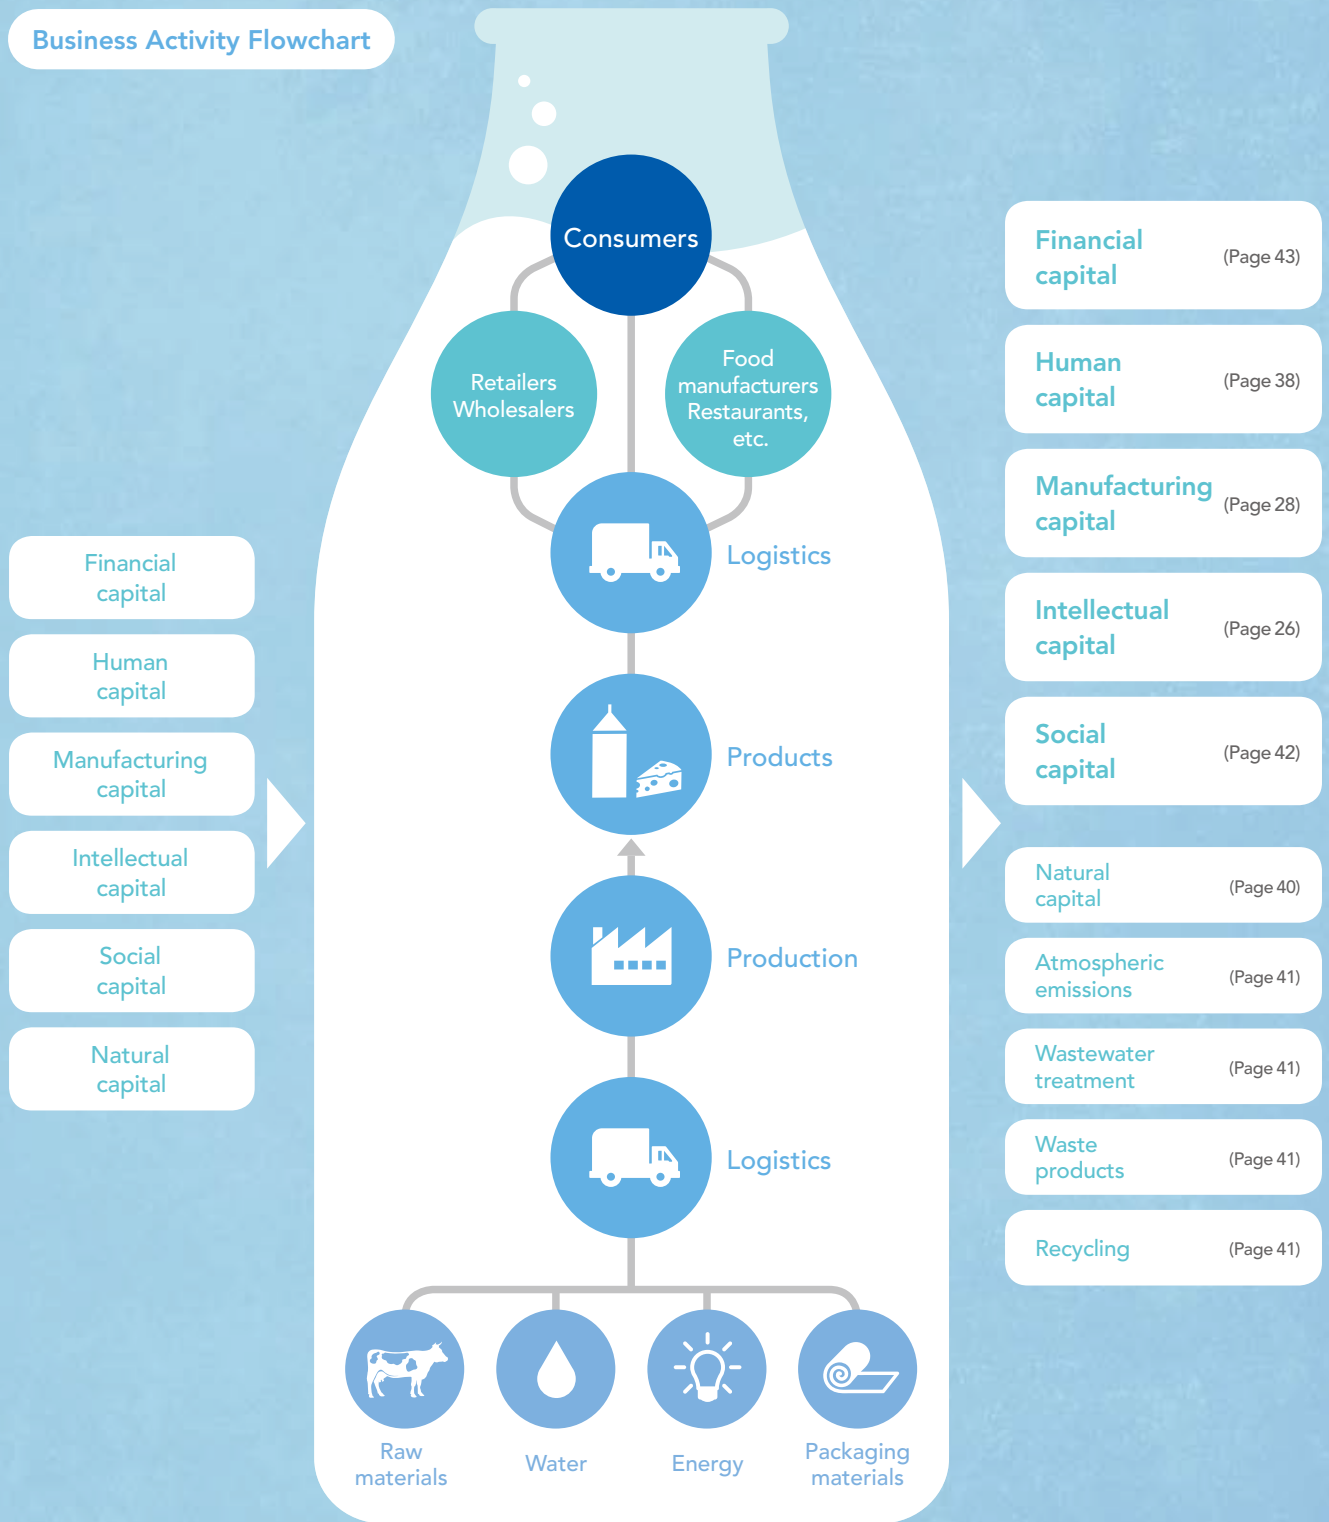 Business Activity Flowchart
Financial
capital
Human
capital
Manufacturing
capital
Intellectual
capital
Social
capital
Natural
capital
Consumers
Retailers
Wholesalers
Food
manufacturers
Restaurants,
etc.
Logistics
Products
Production
Logistics
Raw
materials
Water
Energy
Packaging
materials
Financial
capital
(Page 43)
Human
capital
(Page 38)
Manufacturing
capital
(Page 28)
Intellectual
capital
(Page 26)
Social
capital
(Page 42)
Natural
capital
(Page 40)
Atmospheric
emissions
(Page 41)
Wastewater
treatment
(Page 41)
Waste
products
(Page 41)
Recycling
(Page 41)